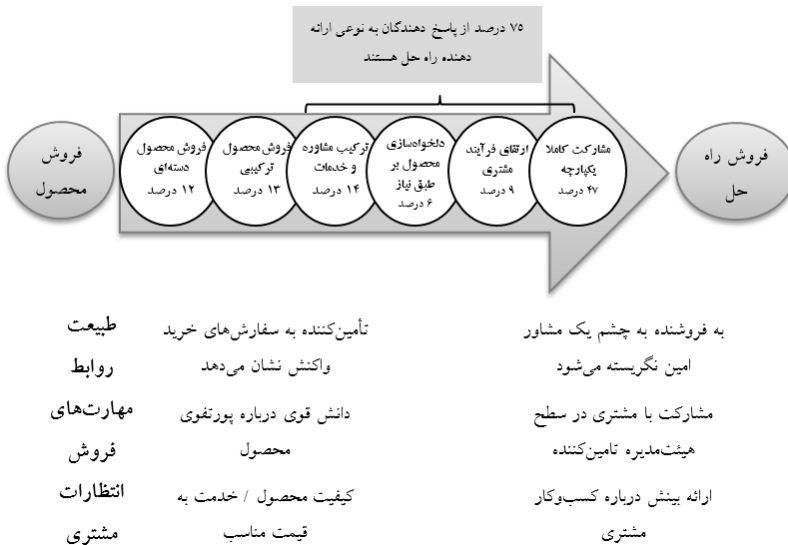 ۷۵ درصد از پاسخ دهندگان به نوعی ارائه
دهنده راه حل هستند
فروش
محصول
فروش محصول
دسته‌ای
۱۲ درصد
فروش محصول
ترکیبی
۱۳ درصد
ترکیب مشاوره
و خدمات
۱۴ درصد
دلخواه‌سازی
محصول بر
طبق نیاز
۶ درصد
ارتقای فرآیند
مشتری
۹ درصد
مشارکت کاملا
یکپارچه
۴۷ درصد
فروش راه
حل
طبیعت
روابط
تأمین‌کننده به سفارش‌های خرید
واکنش نشان می‌دهد
به فروشنده به چشم یک مشاور
امین نگریسته می‌شود
مهارت‌های
فروش
دانش قوی درباره پورتفوی
محصول
مشارکت با مشتری در سطح
هیئت‌مدیره تامین‌کننده
انتظارات
مشتری
کیفیت محصول / خدمت به
قیمت مناسب
ارائه بینش درباره کسب‌وکار
مشتری